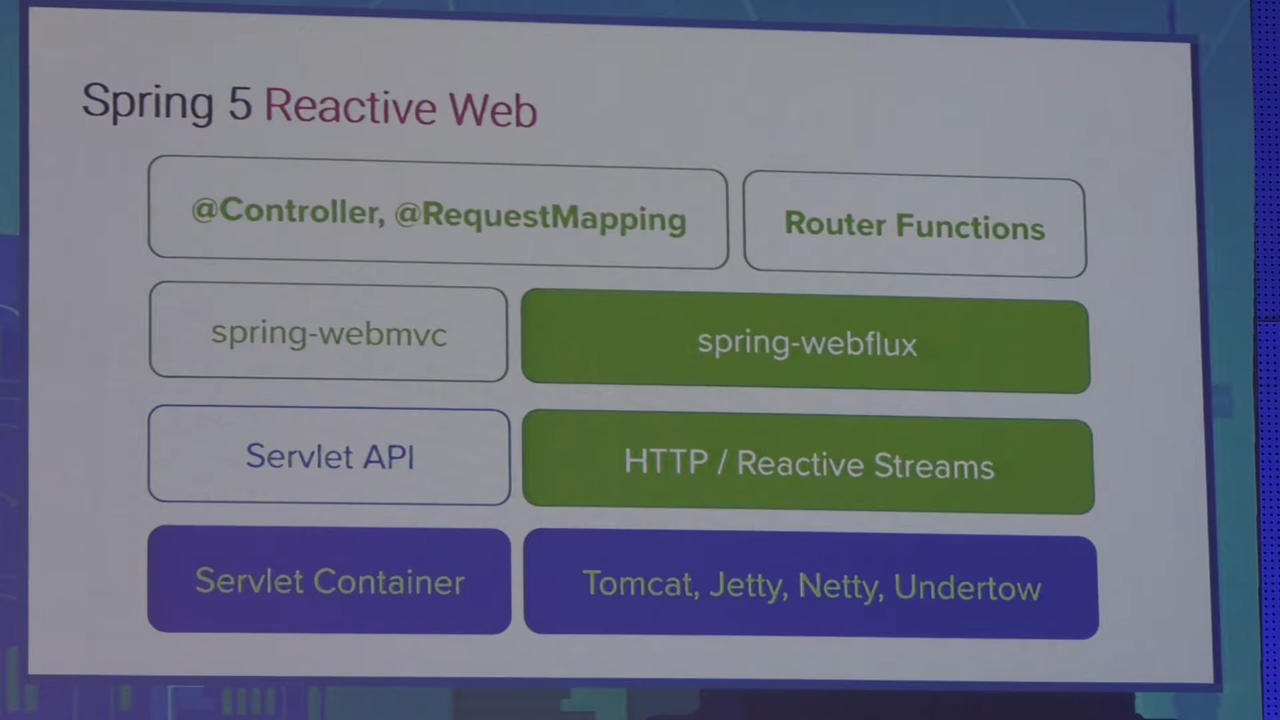 Spring 5 Reactive Web
@Controller, @RequestMapping
Router Functions
spring-webmvc
spring-webflux
Servlet API
HTTP / Reactive Streams
Servlet Container
Tomcat, Jetty, Netty, Undertow